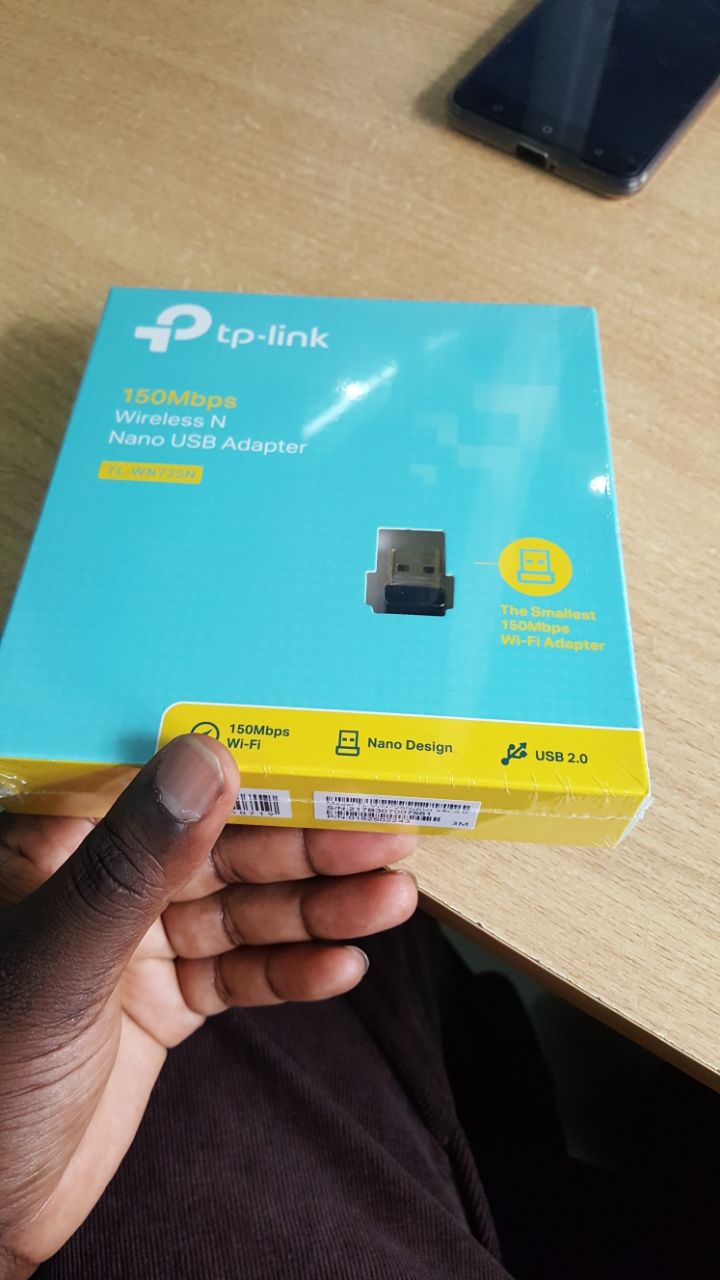 tp-link
150Mbps
Wireless N
Nano USB Adapter
TL-WN725N
The Smallest
150Mbps
Wi-Fi Adapter
150Mbps
Wi-Fi
Nano Design
USB 2.0
3M